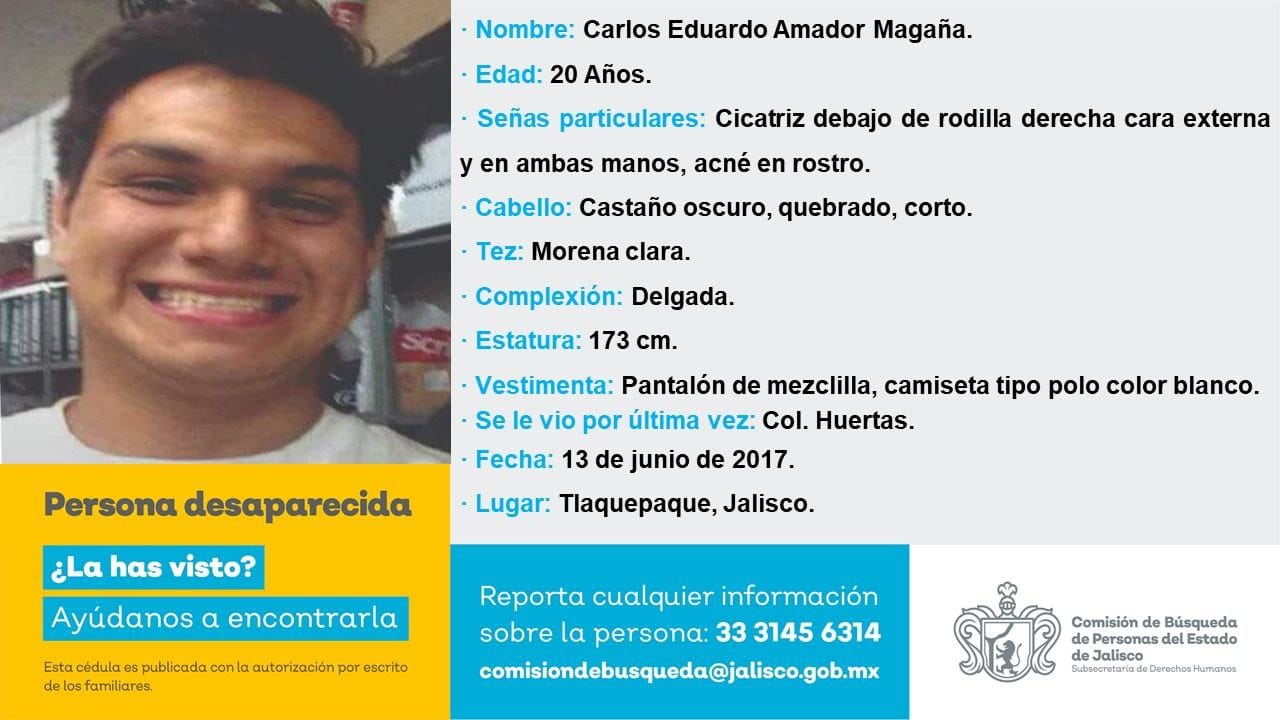 · Nombre: Carlos Eduardo Amador Magaña.
· Edad: 20 Años.
· Señas particulares: Cicatriz debajo de rodilla derecha cara externa
y en ambas manos, acné en rostro.
· Cabello: Castaño oscuro, quebrado, corto.
· Tez: Morena clara.
· Complexión: Delgada.
· Estatura: 173 cm.
· Vestimenta: Pantalón de mezclilla, camiseta tipo polo color blanco.
· Se le vio por última vez: Col. Huertas.
· Fecha: 13 de junio de 2017.
· Lugar: Tlaquepaque, Jalisco.
Persona desaparecida
¿La has visto?
Ayúdanos a encontrarla
Esta cédula es publicada con la autorización por escrito
de los familiares.
Reporta cualquier información
sobre la persona: 33 3145 6314
comisiondebusqueda@jalisco.gob.mx
Comisión de Búsqueda
de Personas del Estado
de Jalisco
Subsecretaría de Derechos Humanos